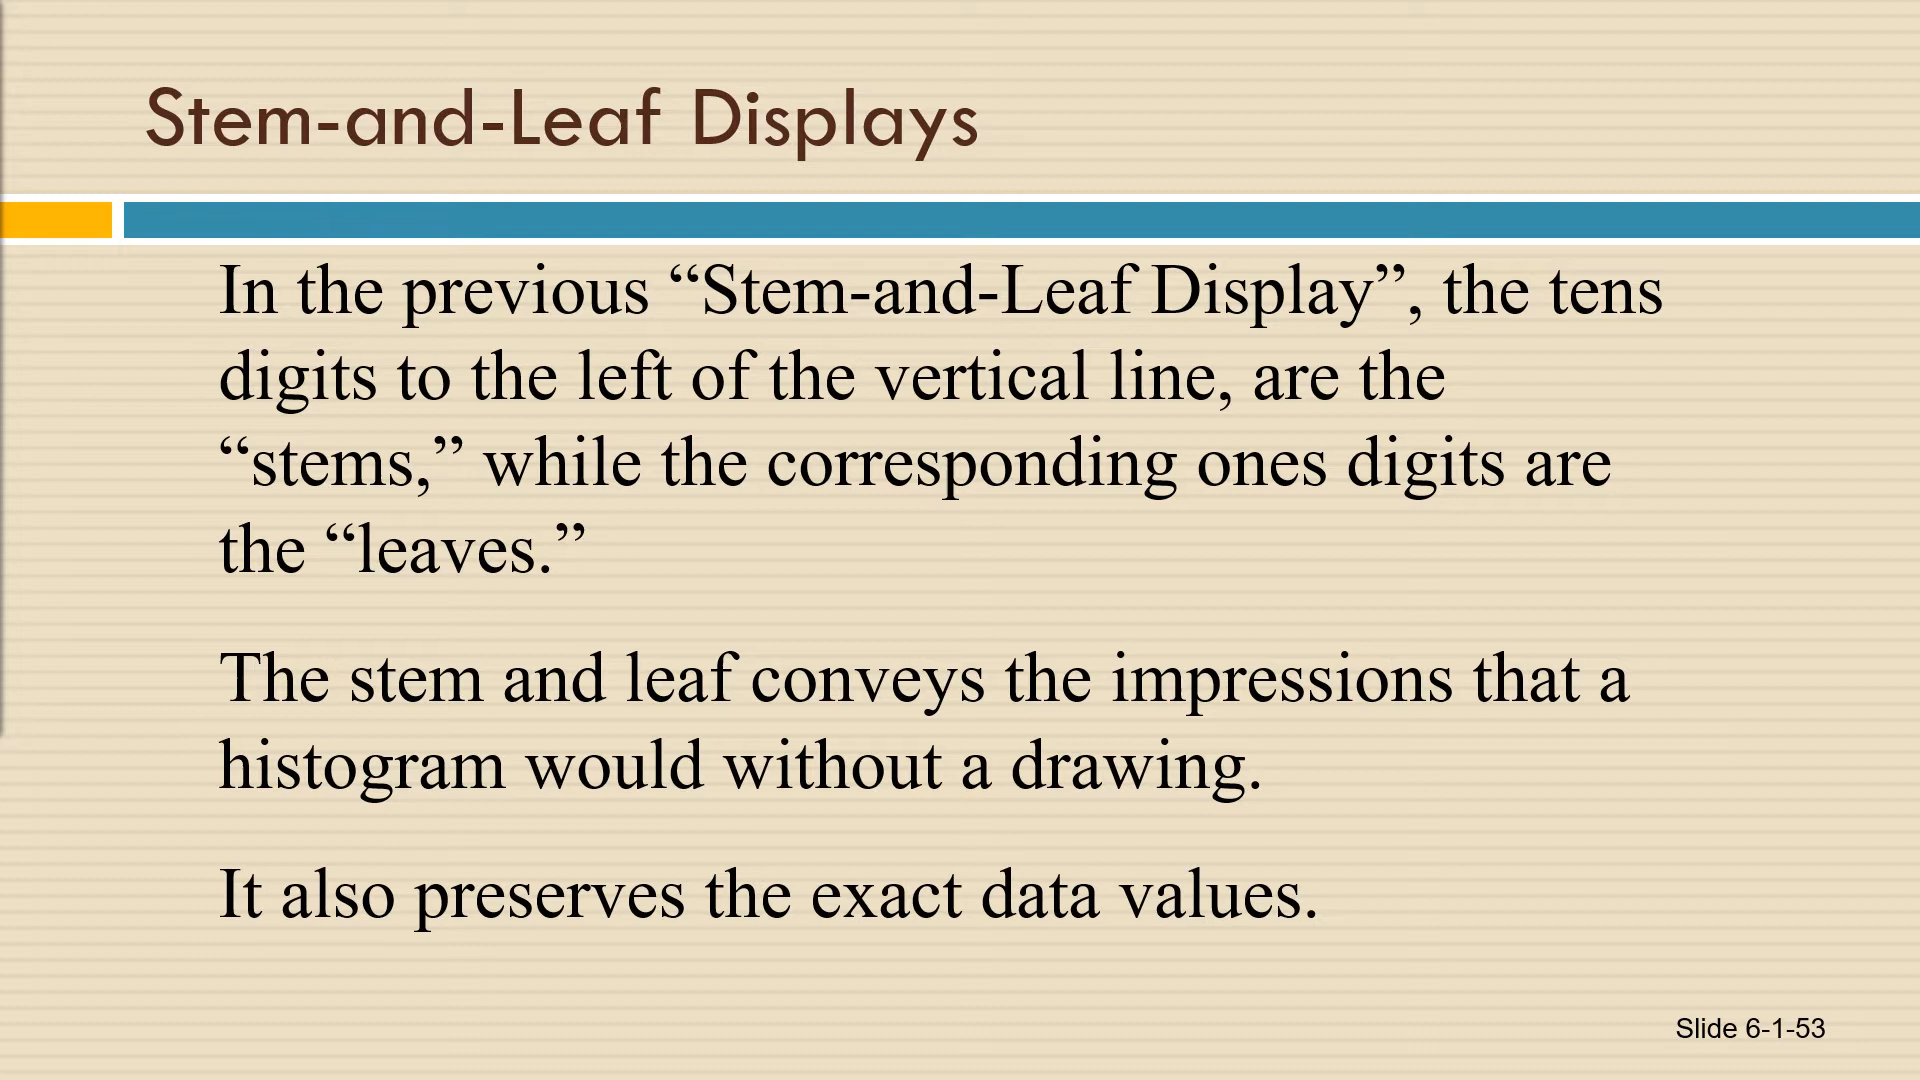 Stem-and-Leaf Displays
In the previous “Stem-and-Leaf Display”, the tens
digits to the left of the vertical line, are the
“stems,” while the corresponding ones digits are
the “leaves.”
The stem and leaf conveys the impressions that a
histogram would without a drawing.
It also preserves the exact data values.
Slide 6-1-53